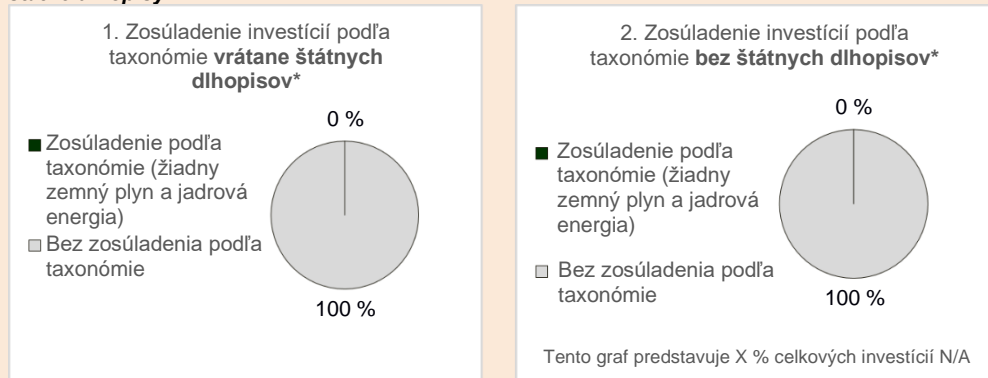 1. Zosúladenie investícií podľa
taxonómie vrátane štátnych
dlhopisov*
0 %
Zosúladenie podľa
taxonómie (žiadny
zemný plyn a jadrová
energia)
Bez zosúladenia podľa
taxonómie
100 %
2. Zosúladenie investícií podľa
taxonómie bez štátnych dlhopisov*
0 %
Zosúladenie podľa
taxonómie (žiadny
zemný plyn a jadrová
energia)
Bez zosúladenia podľa
taxonómie
100 %
Tento graf predstavuje X % celkových investícií N/A